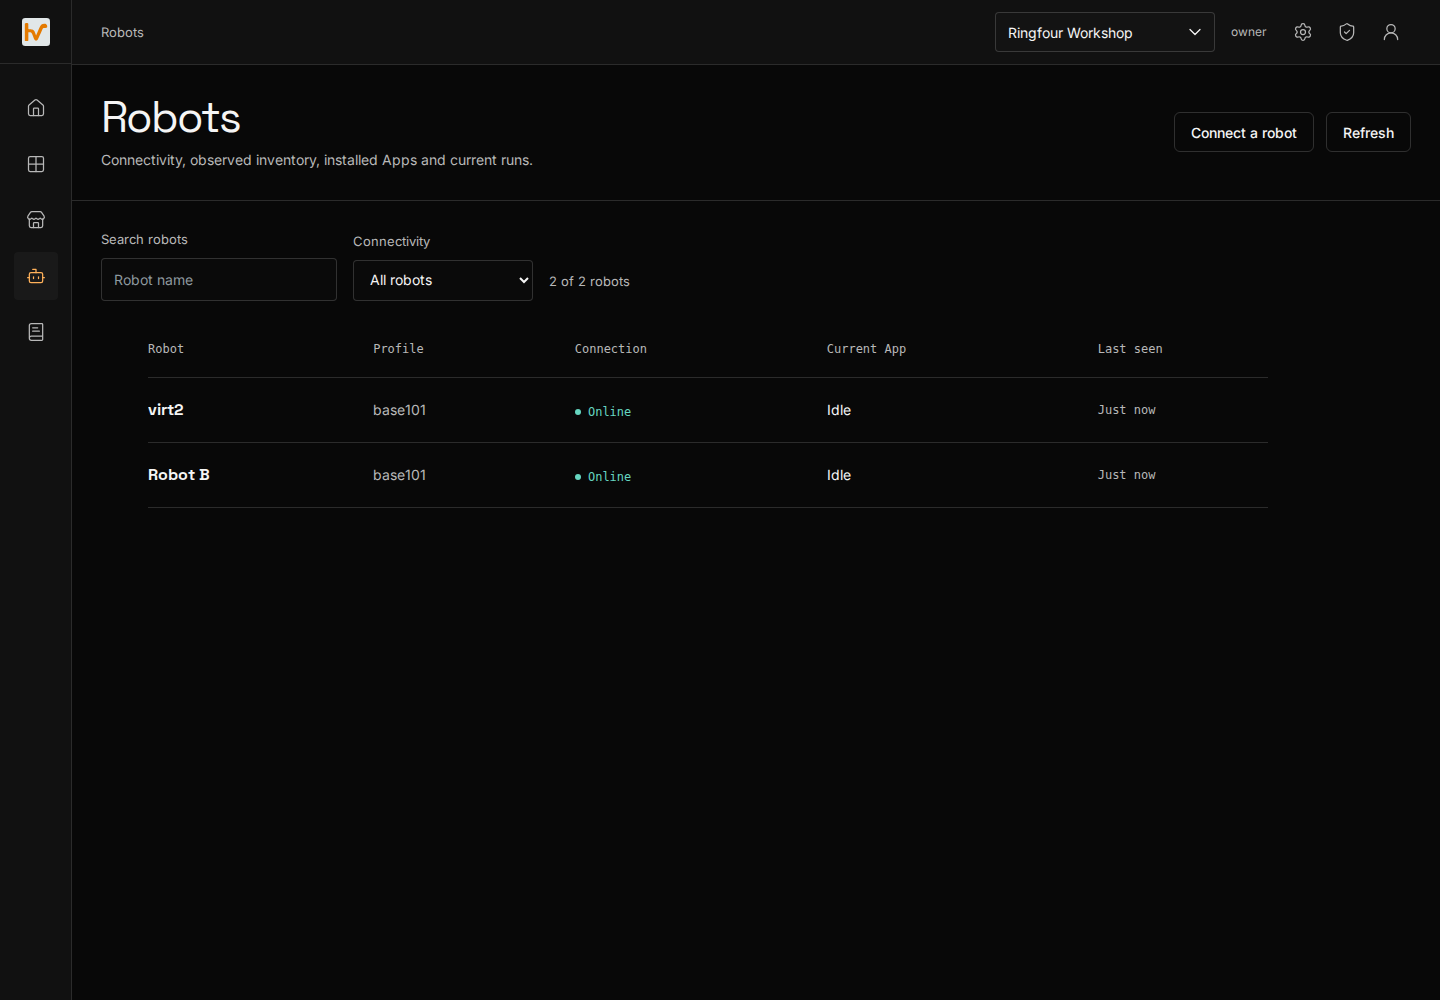 Robots
Ringfour Workshop
owner
Robots
Connectivity, observed inventory, installed Apps and current runs.
Connect a robot
Refresh
Search robots
Connectivity
Robot name
All robots
2 of 2 robots
Robot Profile Connection Current App Last seen
virt2 base101 Online Idle Just now
Robot B base101 Online Idle Just now